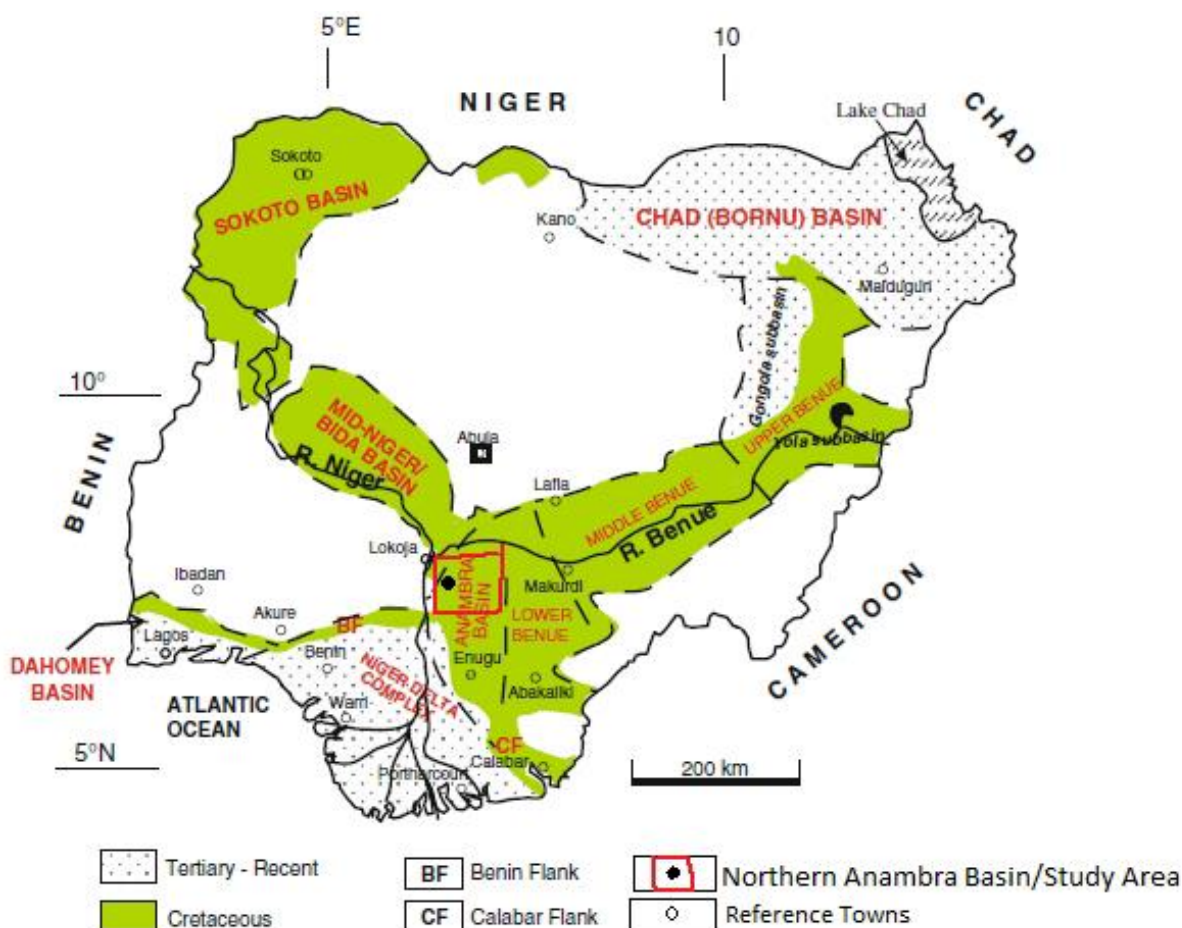 5°E
10
NIGER
CHAD
Lake Chad
Sokoto
SOKOTO BASIN
Kano
CHAD (BORNU) BASIN
Maiduguri
Gongola subbasin
10°
MID-NIGER/
BIDA BASIN
R. Niger
Abuja
UPPER BENUE
Yola subbasin
BENIN
Lafia
MIDDLE BENUE
R. Benue
Lokoja
Ibadan
ANAMBRA
BASIN
Makurdi
LOWER
BENUE
CAMEROON
Akure
BF
Lagos
Benin
Enugu
DAHOMEY
BASIN
NIGER DELTA
COMPLEX
Abakaliki
ATLANTIC
OCEAN
Warri
CF
5°N
Calabar
Portharcourt
200 km
Tertiary - Recent
BF Benin Flank
Northern Anambra Basin/Study Area
Cretaceous
CF Calabar Flank
Reference Towns